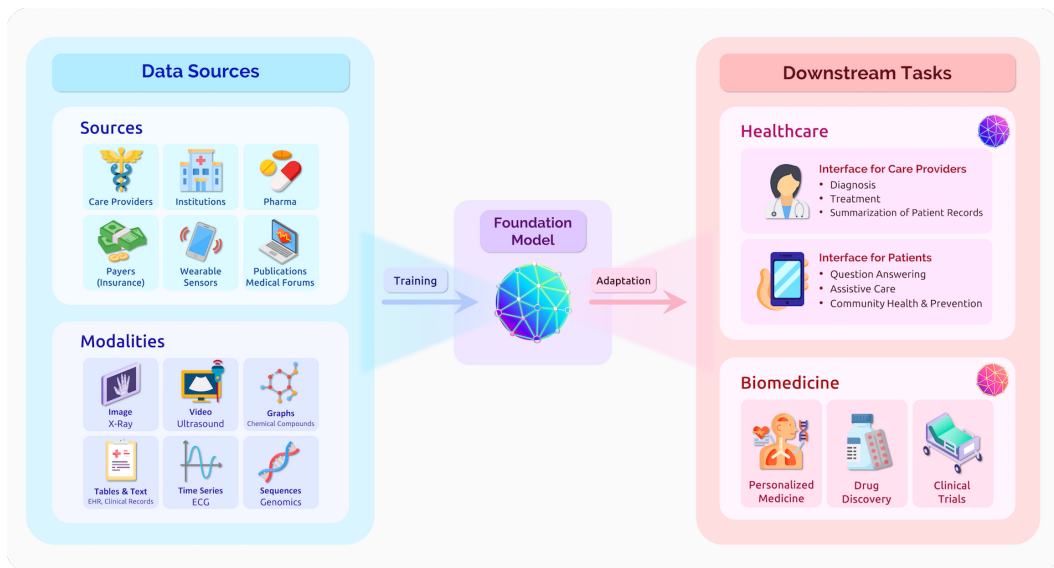 Data Sources
Sources
Care Providers
Institutions
Pharma
Payers
(Insurance)
Wearable
Sensors
Publications
Medical Forums
Modalities
Image
X-Ray
Video
Ultrasound
Graphs
Chemical Compounds
Tables & Text
EHR, Clinical Records
Time Series
ECG
Sequences
Genomics
Training
Foundation
Model
Adaptation
Downstream Tasks
Healthcare
Interface for Care Providers
• Diagnosis
• Treatment
• Summarization of Patient Records
Interface for Patients
• Question Answering
• Assistive Care
• Community Health & Prevention
Biomedicine
Personalized
Medicine
Drug
Discovery
Clinical
Trials